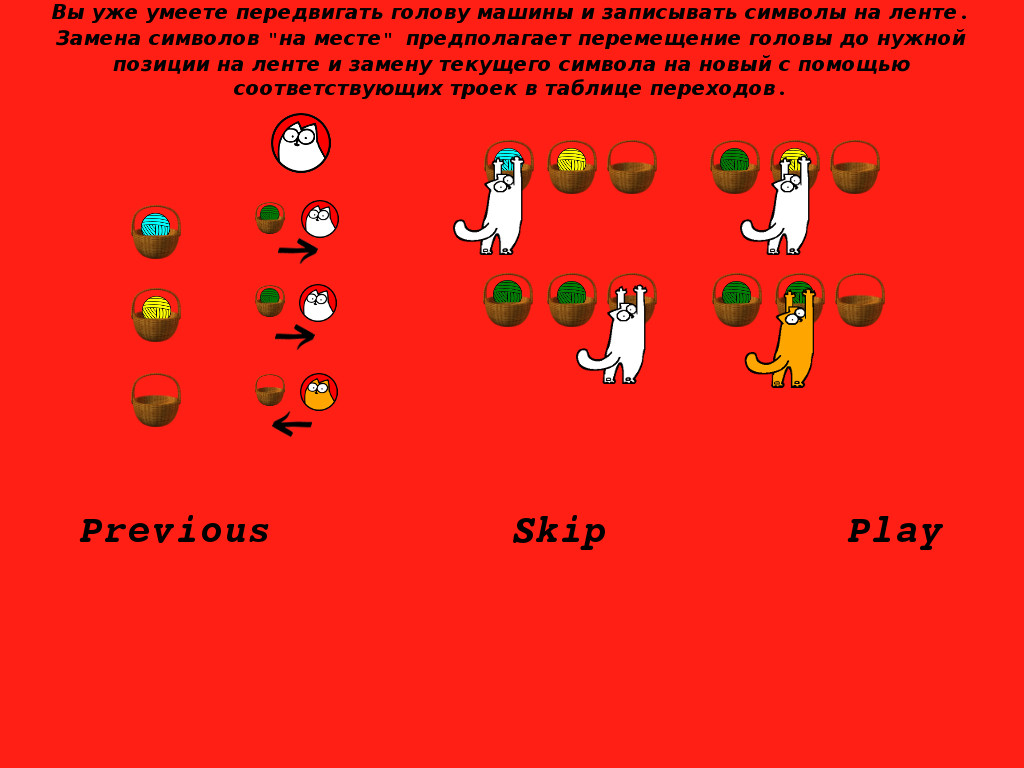 Вы уже умеете передвигать голову машины и записывать символы на ленте.
Замена символов "на месте" предполагает перемещение головы до нужной
позиции на ленте и замену текущего символа на новый с помощью
соответствующих троек в таблице переходов.
Previous Skip Play